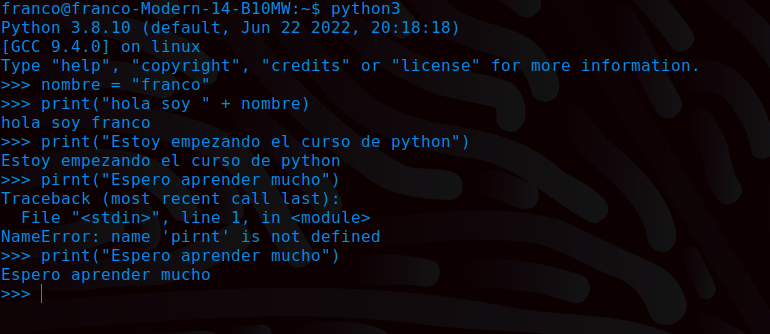 franco@franco-Modern-14-B10MW:~$ python3
Python 3.8.10 (default, Jun 22 2022, 20:18:18)
[GCC 9.4.0] on linux
Type "help", "copyright", "credits" or "license" for more information.
>>> nombre = "franco"
>>> print("hola soy " + nombre)
hola soy franco
>>> print("Estoy empezando el curso de python")
Estoy empezando el curso de python
>>> pirnt("Espero aprender mucho")
Traceback (most recent call last):
  File "<stdin>", line 1, in <module>
NameError: name 'pirnt' is not defined
>>> print("Espero aprender mucho")
Espero aprender mucho
>>>